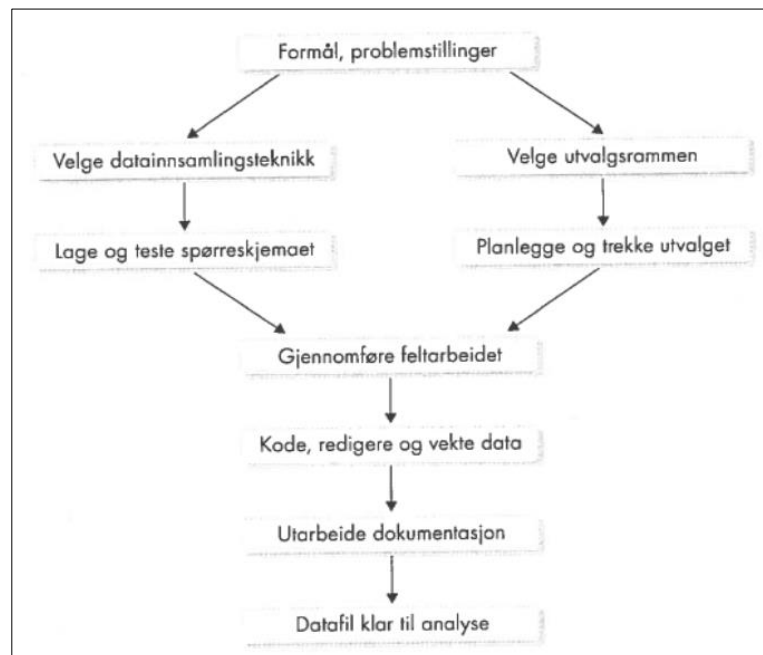 Formål, problemstillinger
Velge datainnsamlingsteknikk
Velge utvalgsrammen
Lage og teste spørreskjemaet
Planlegge og trekke utvalget
Gjennomføre feltarbeidet
Kode, redigere og vekte data
Utarbeide dokumentasjon
Datafil klar til analyse